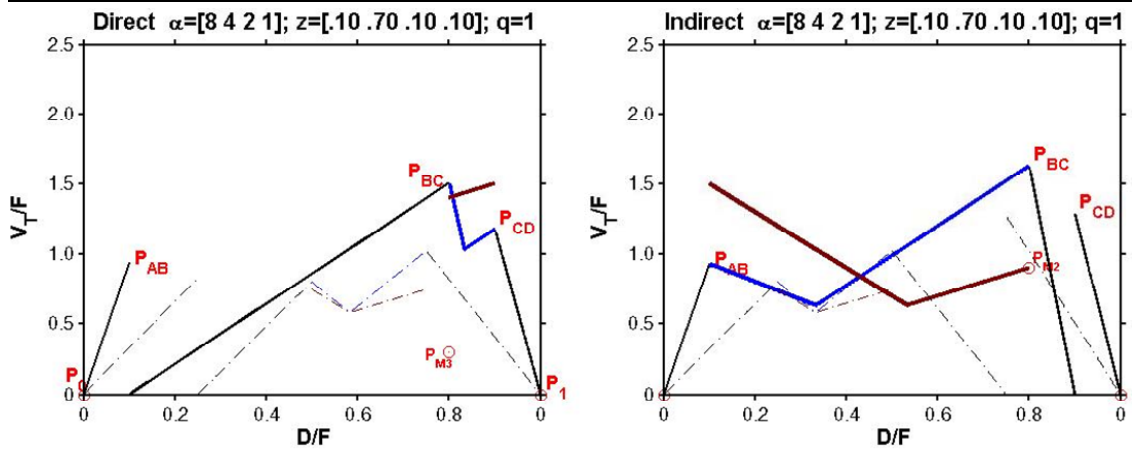 Direct α=[8 4 2 1]; z=[.10 .70 .10 .10]; q=1
2.5
2.0
1.5
1.0
0.5
0
V_T/F
P_BC
P_CD
P_AB
P_M3
P_0
P_1
0 0.2 0.4 0.6 0.8 0
D/F
Indirect α=[8 4 2 1]; z=[.10 .70 .10 .10]; q=1
2.5
2.0
1.5
1.0
0.5
0
V_T/F
P_BC
P_CD
P_AB
P_M2
0 0.2 0.4 0.6 0.8 0
D/F